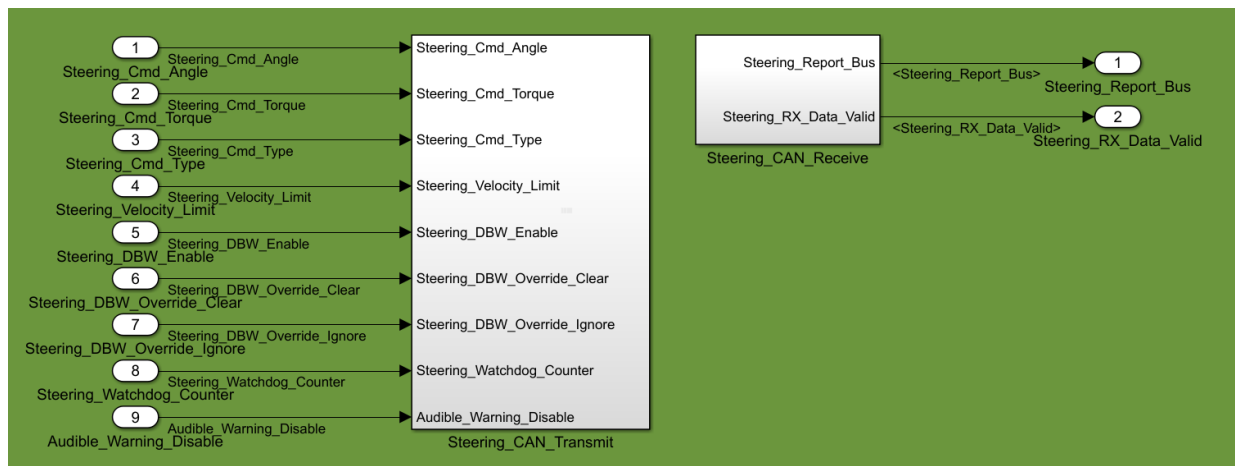 1 Steering_Cmd_Angle Steering_Cmd_Angle
Steering_Cmd_Angle
2 Steering_Cmd_Torque Steering_Cmd_Torque
Steering_Cmd_Torque
3 Steering_Cmd_Type Steering_Cmd_Type
Steering_Cmd_Type
4 Steering_Velocity_Limit Steering_Velocity_Limit
Steering_Velocity_Limit
5 Steering_DBW_Enable Steering_DBW_Enable
Steering_DBW_Enable
6 Steering_DBW_Override_Clear Steering_DBW_Override_Clear
Steering_DBW_Override_Clear
7 Steering_DBW_Override_Ignore Steering_DBW_Override_Ignore
Steering_DBW_Override_Ignore
8 Steering_Watchdog_Counter Steering_Watchdog_Counter
Steering_Watchdog_Counter
9 Audible_Warning_Disable Audible_Warning_Disable
Audible_Warning_Disable
Steering_CAN_Transmit
Steering_Report_Bus <Steering_Report_Bus> 1
Steering_Report_Bus
Steering_RX_Data_Valid <Steering_RX_Data_Valid> 2
Steering_RX_Data_Valid
Steering_CAN_Receive